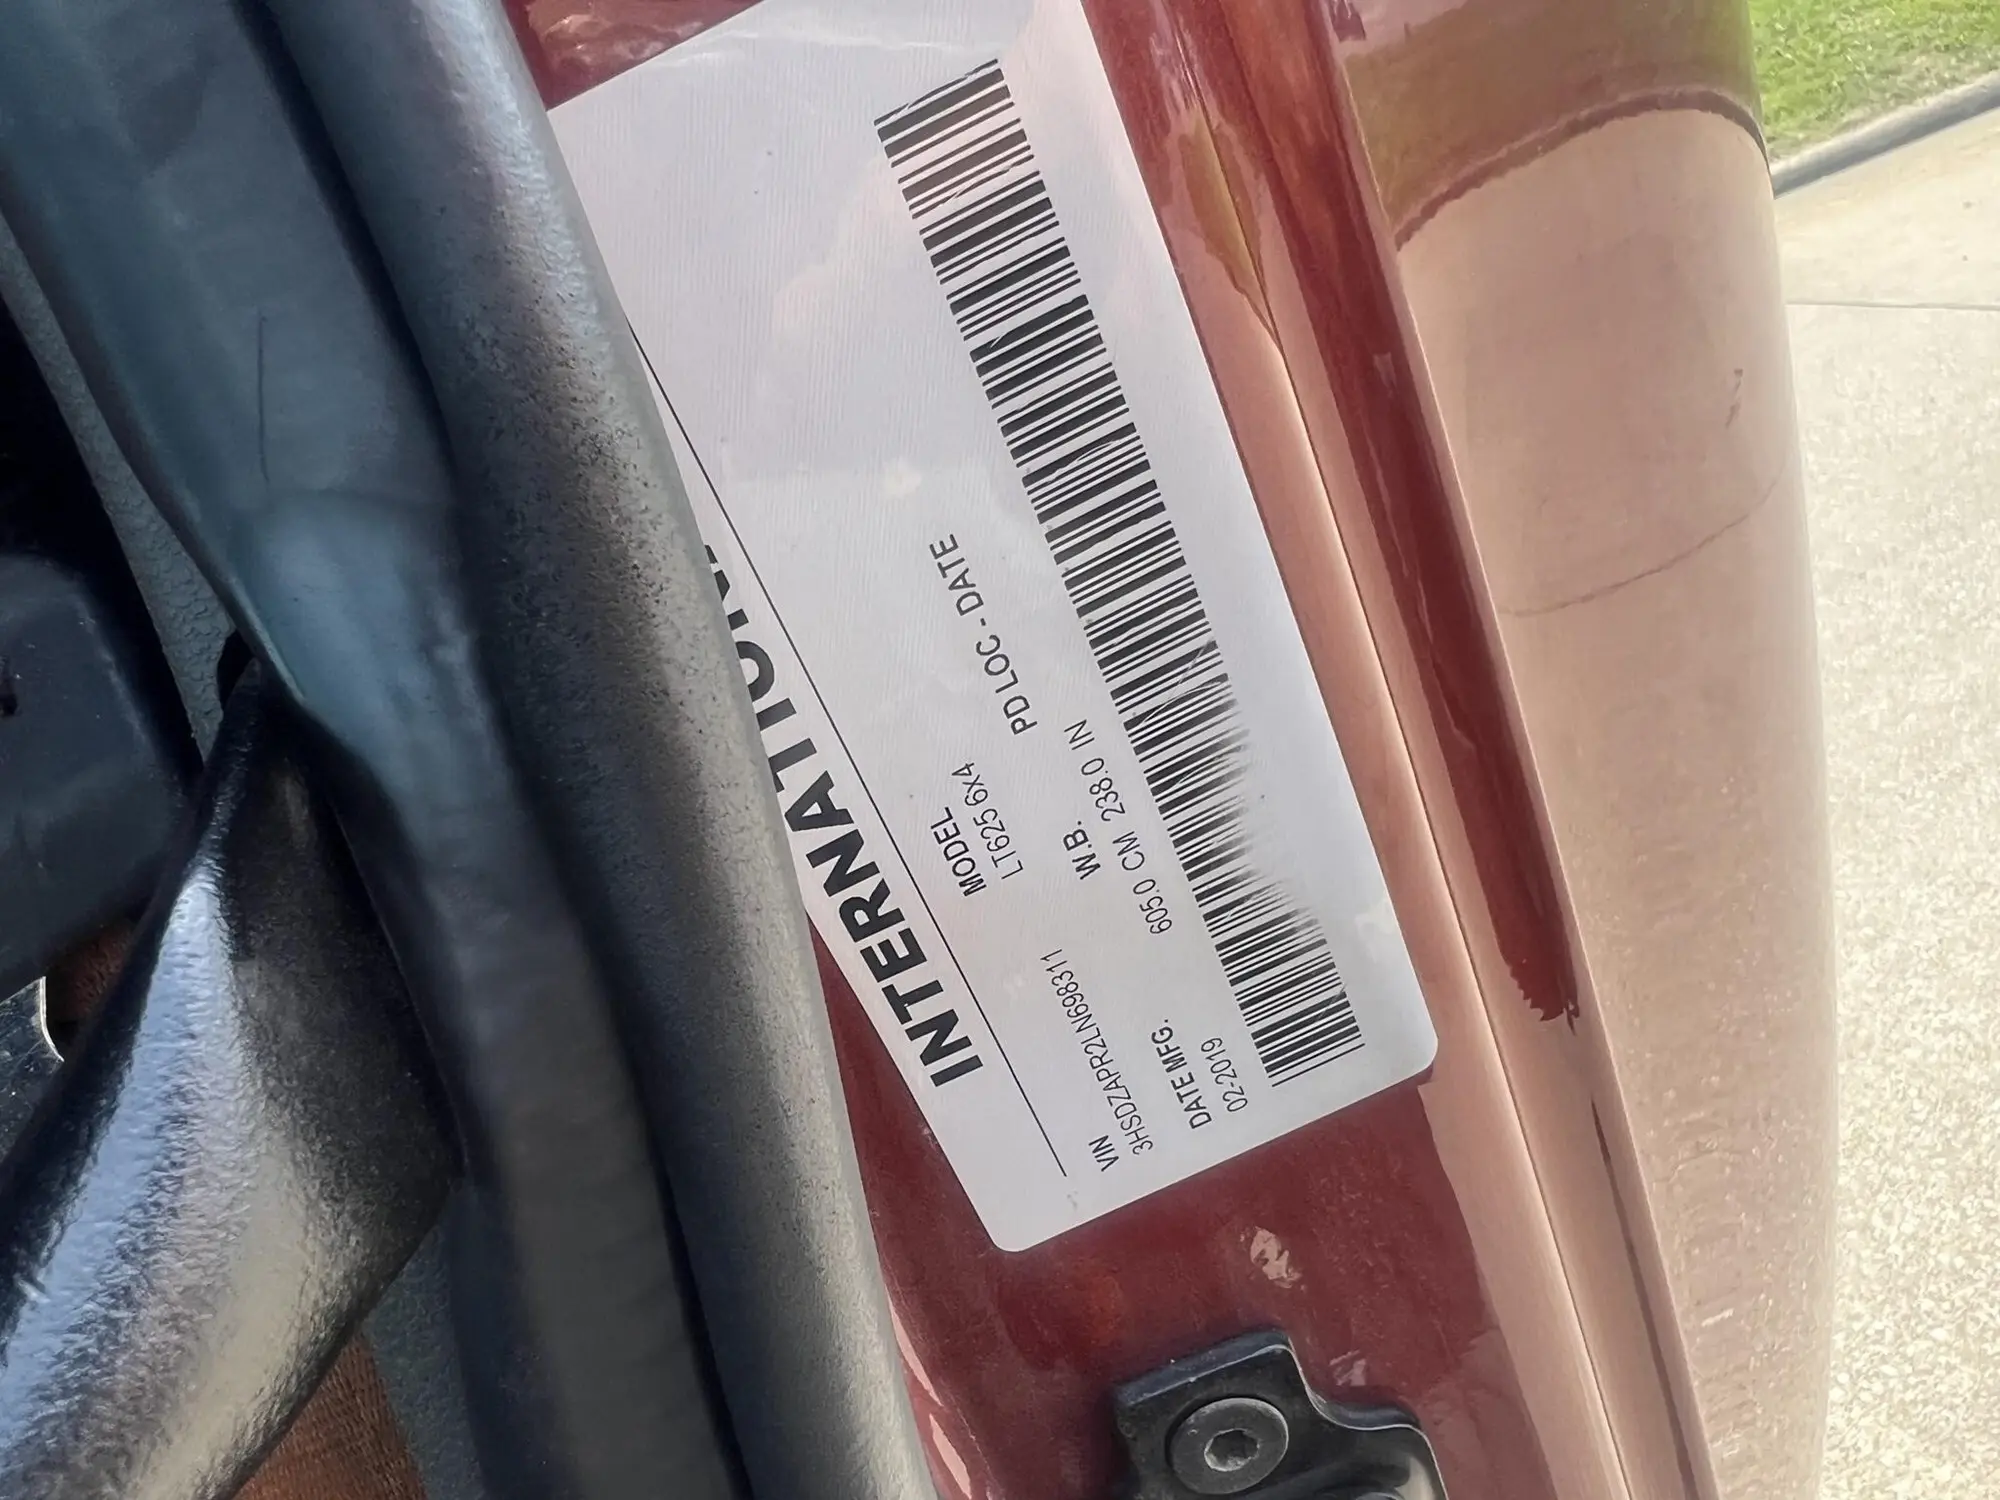 INTERNATIONAL
MODEL
LT625 6X4
VIN
3HSDZAPR2LN698311
PD LOC - DATE
W.B.
605.0 CM 238.0 IN
DATE MFG.
02-2019